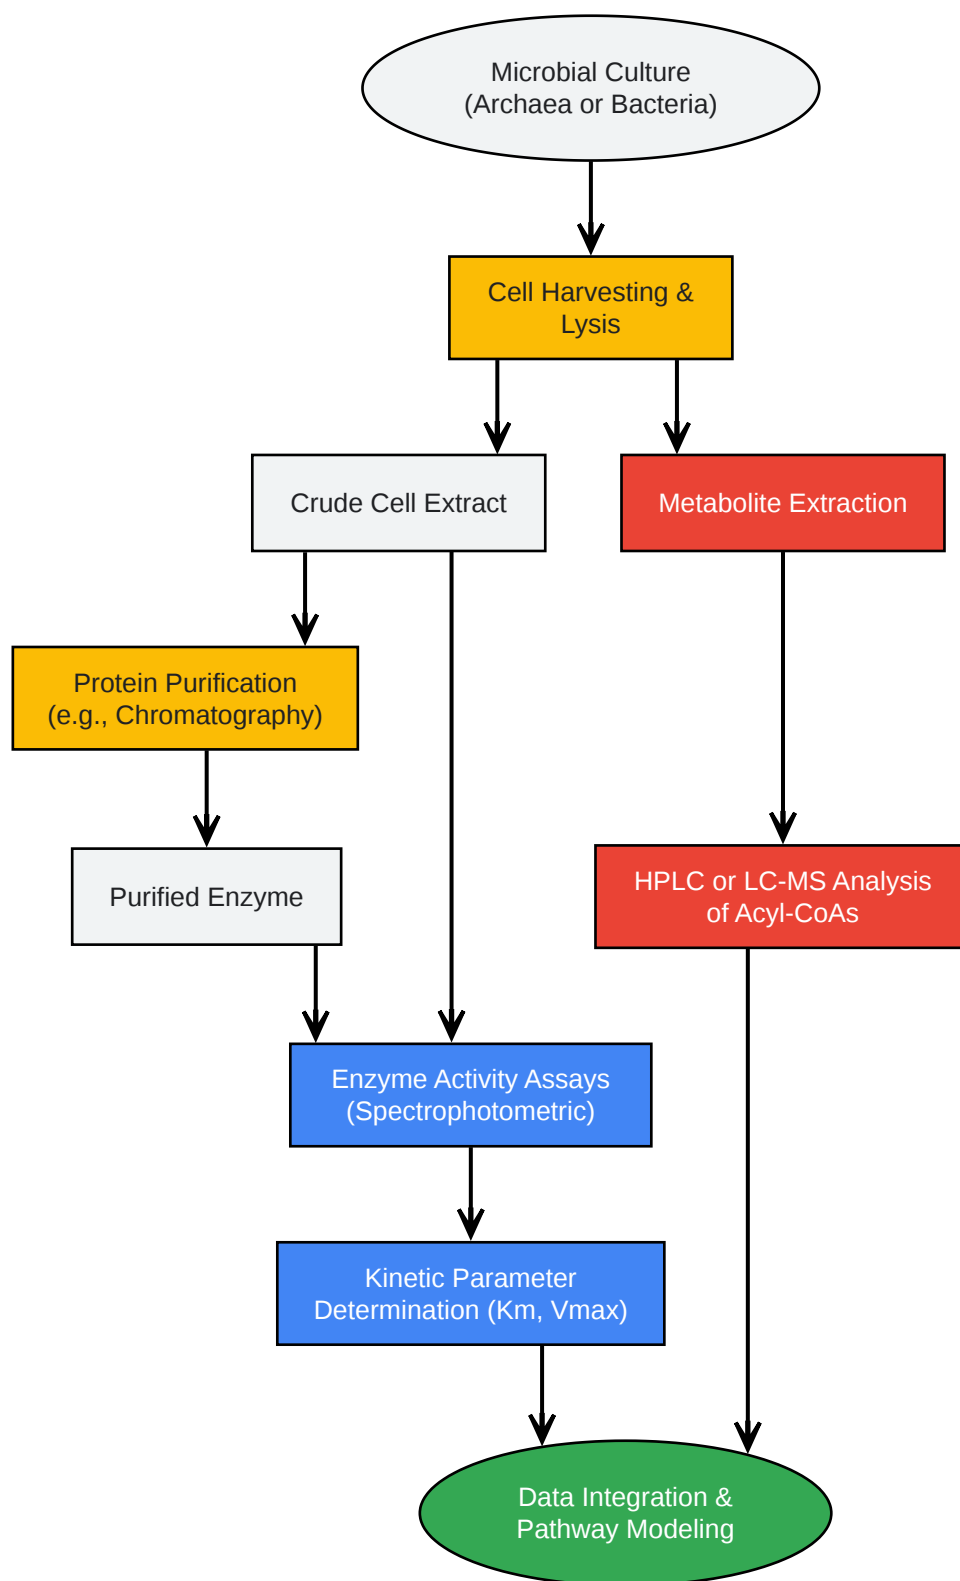 Microbial Culture
(Archaea or Bacteria)
Cell Harvesting &
Lysis
Crude Cell Extract
Metabolite Extraction
Protein Purification
(e.g., Chromatography)
Purified Enzyme
HPLC or LC-MS Analysis
of Acyl-CoAs
Enzyme Activity Assays
(Spectrophotometric)
Kinetic Parameter
Determination (Km, Vmax)
Data Integration &
Pathway Modeling